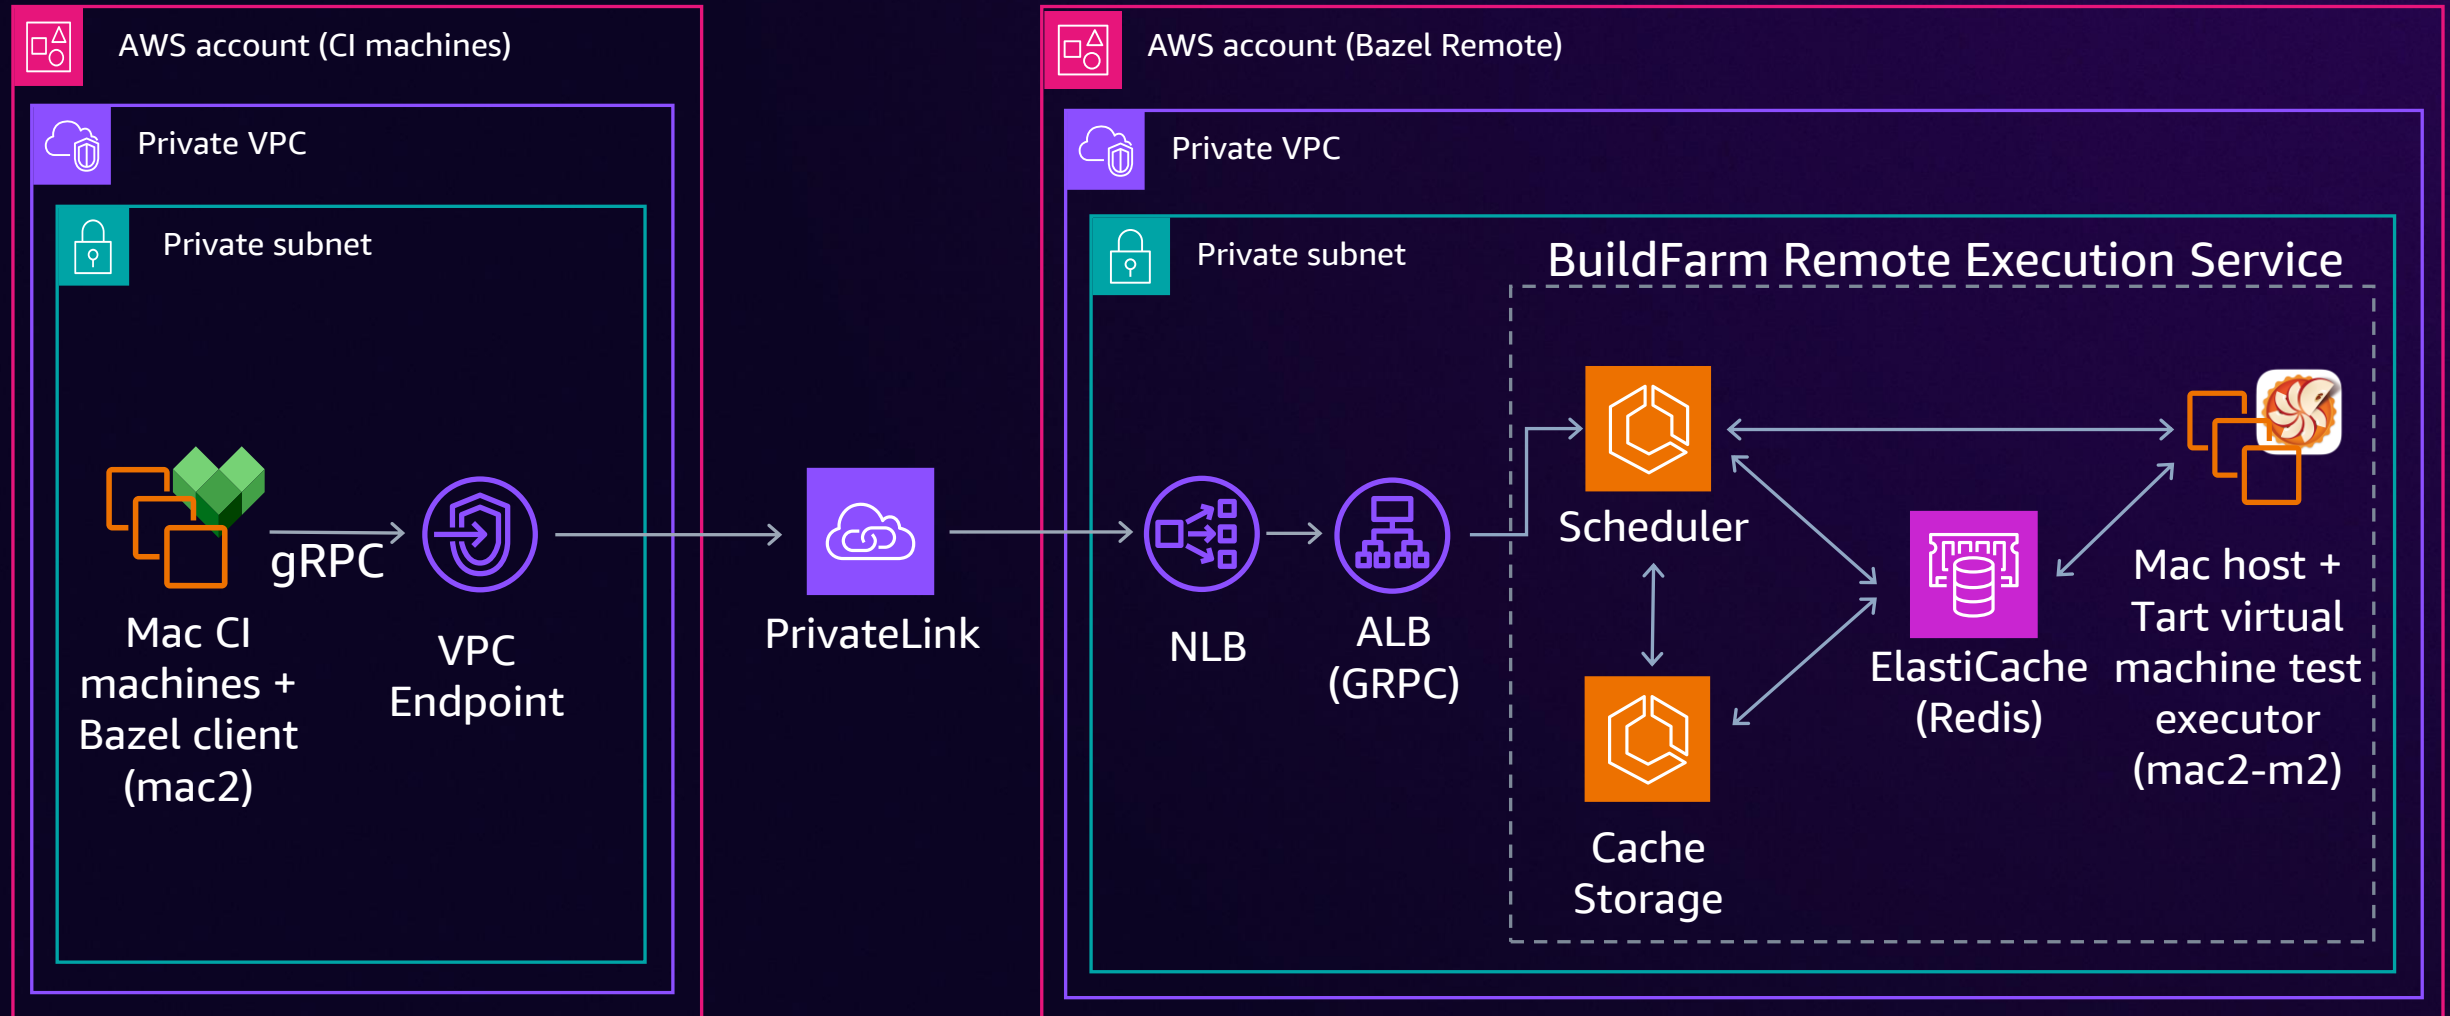 AWS account (CI machines)
Private VPC
Private subnet
gRPC
Mac CI
machines +
Bazel client
(mac2)
VPC
Endpoint
PrivateLink
AWS account (Bazel Remote)
Private VPC
Private subnet
BuildFarm Remote Execution Service
NLB
ALB
(GRPC)
Scheduler
Cache
Storage
ElastiCache
(Redis)
Mac host +
Tart virtual
machine test
executor
(mac2-m2)